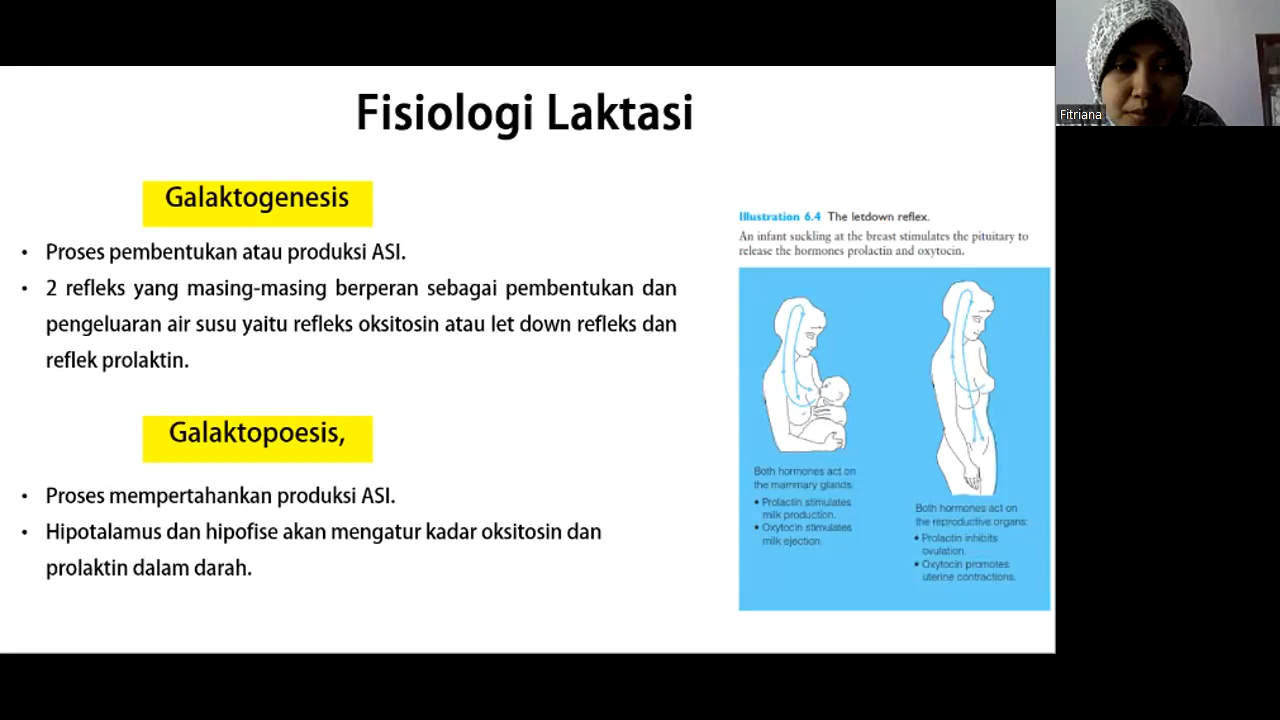 Fisiologi Laktasi
Galaktogenesis
• Proses pembentukan atau produksi ASI.
• 2 refleks yang masing-masing berperan sebagai pembentukan dan
pengeluaran air susu yaitu refleks oksitosin atau let down refleks dan
reflek prolaktin.
Galaktopoesis,
• Proses mempertahankan produksi ASI.
• Hipotalamus dan hipofise akan mengatur kadar oksitosin dan
prolaktin dalam darah.
Illustration 6.4 The letdown reflex.
An infant suckling at the breast stimulates the pituitary to
release the hormones prolactin and oxytocin.
Both hormones act on
the mammary glands:
• Prolactin stimulates
milk production.
• Oxytocin stimulates
milk ejection.
Both hormones act on
the reproductive organs:
• Prolactin inhibits
ovulation.
• Oxytocin promotes
uterine contractions.
Fitriana